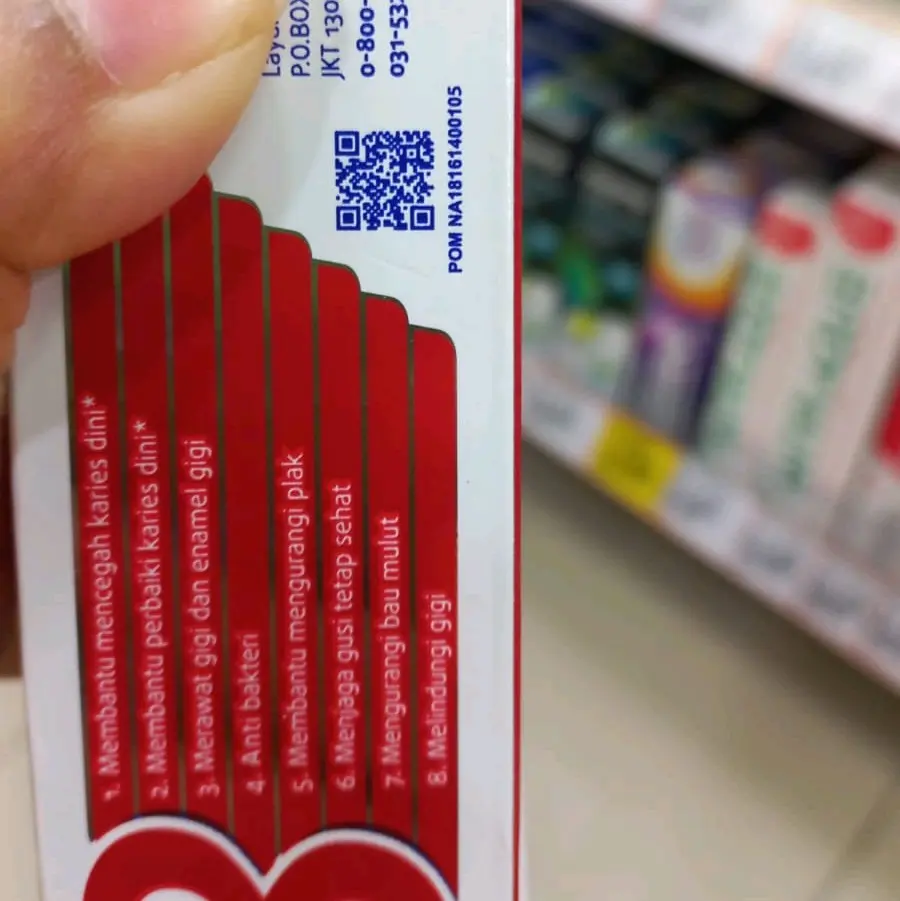 P.O.BOX
JKT 130
0-800-
031-53
POM NA18161400105
1. Membantu mencegah karies dini*
2. Membantu perbaiki karies dini*
3. Merawat gigi dan enamel gigi
4. Anti bakteri
5. Membantu mengurangi plak
6. Menjaga gusi tetap sehat
7. Mengurangi bau mulut
8. Melindungi gigi